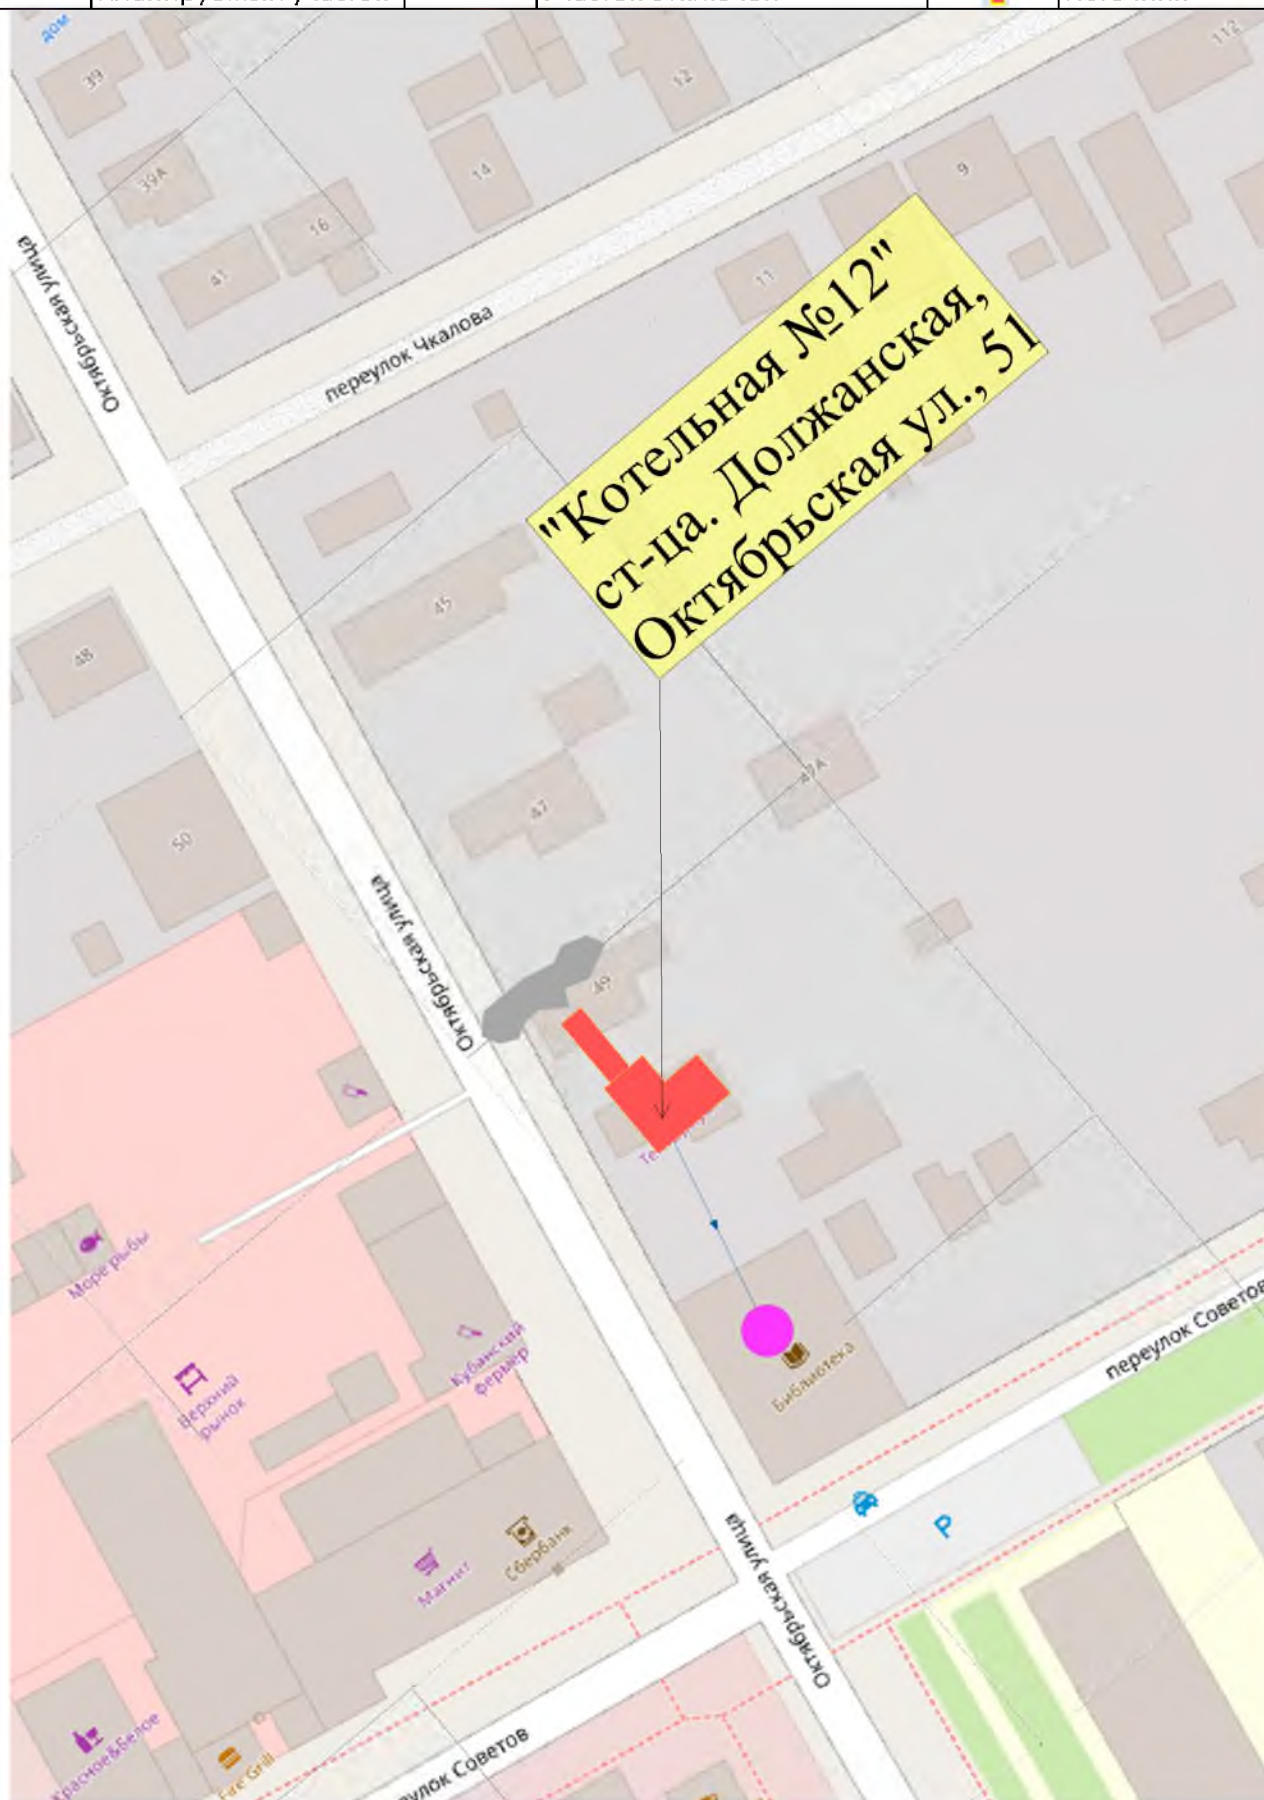 дом
39
12
112
39А
14
9
16
41
11
Октябрьская улица
переулок Чкалова
"Котельная №12"
ст-ца. Должанская,
Октябрьская ул., 51
45
48
47А
47
50
Октябрьская улица
49
Море рыбы
Кубанский
фермер
Верхний
рынок
Библиотека
переулок Советов
P
Сбербанк
Магнит
Октябрьская улица
Красное&Белое
Fire Grill
Советов